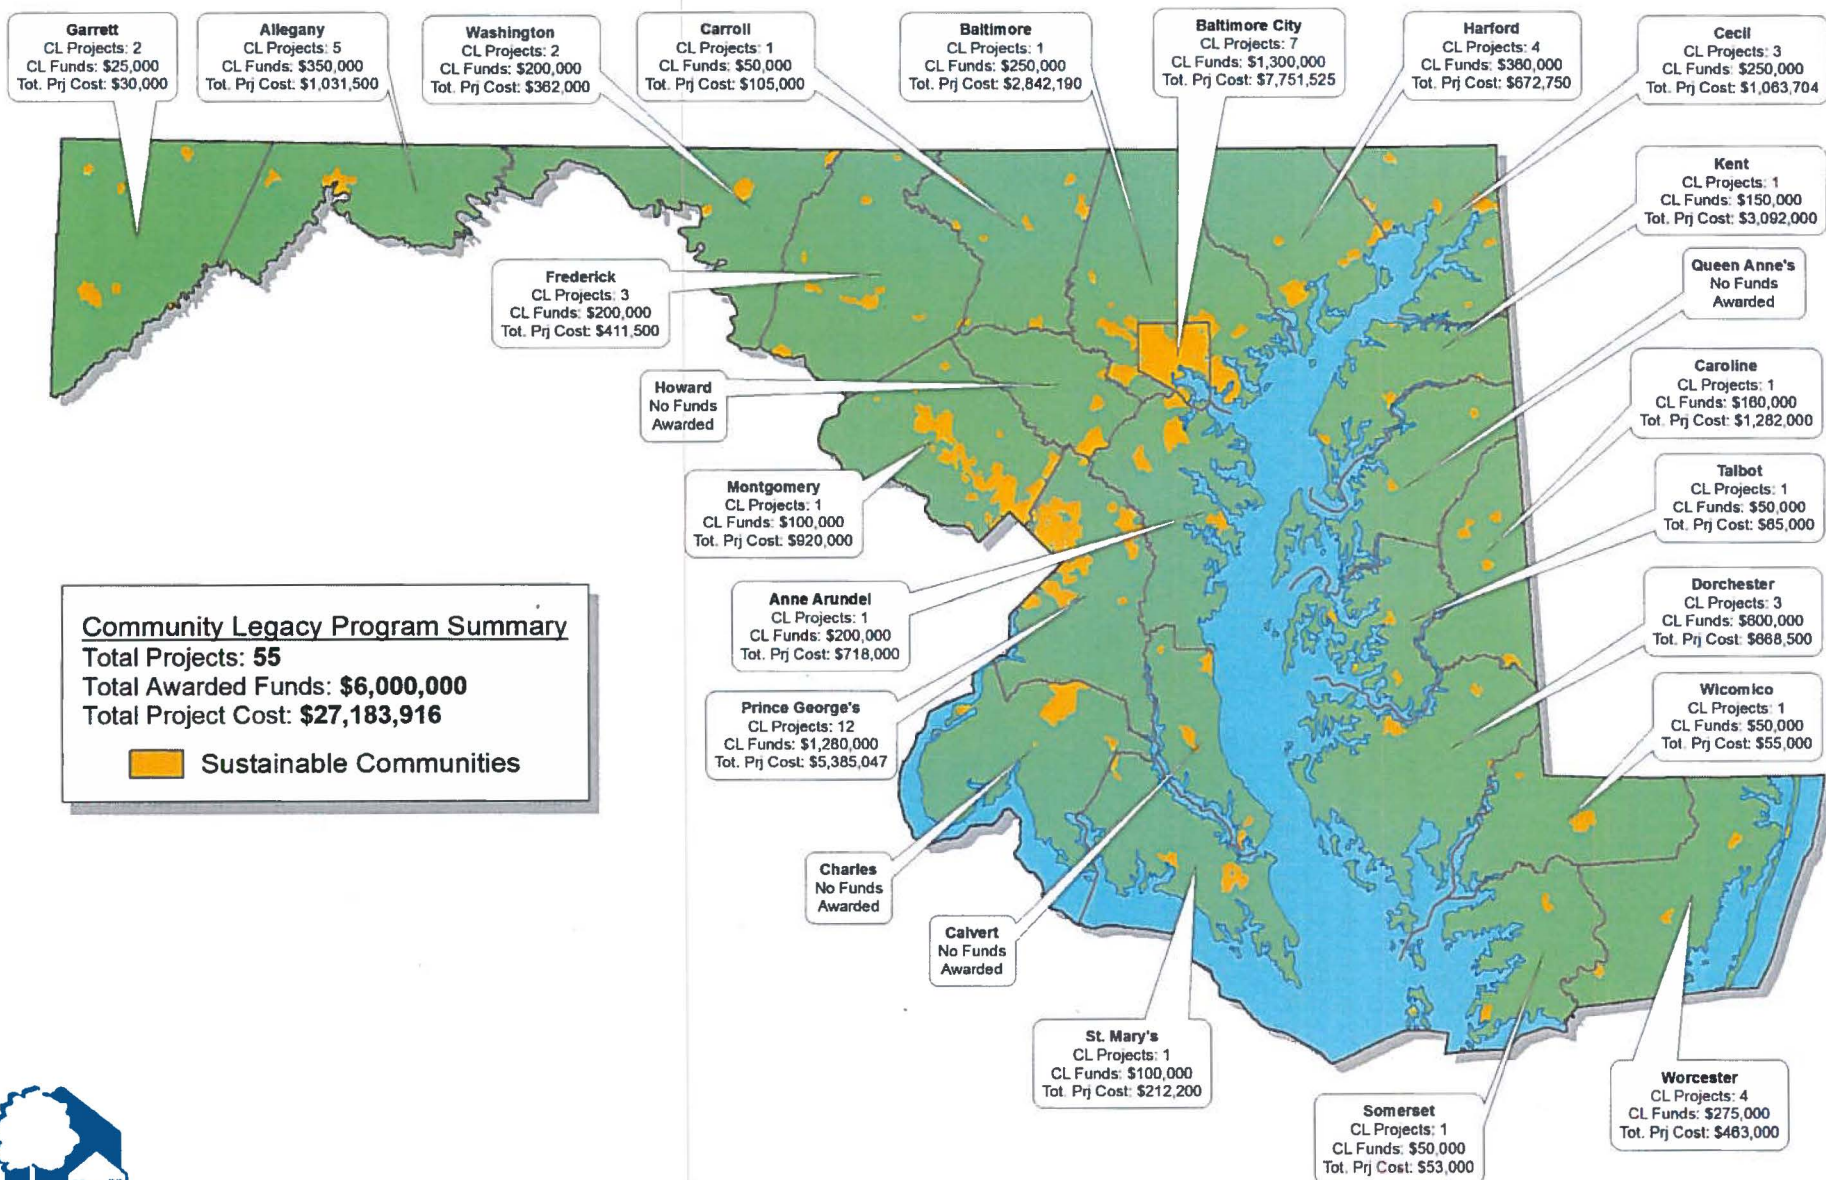 Garrett
CL Projects: 2
CL Funds: $25,000
Tot. Prj Cost: $30,000
Allegany
CL Projects: 5
CL Funds: $350,000
Tot. Prj Cost: $1,031,500
Washington
CL Projects: 2
CL Funds: $200,000
Tot. Prj Cost: $362,000
Carroll
CL Projects: 1
CL Funds: $50,000
Tot. Prj Cost: $105,000
Baltimore
CL Projects: 1
CL Funds: $250,000
Tot. Prj Cost: $2,842,190
Baltimore City
CL Projects: 7
CL Funds: $1,300,000
Tot. Prj Cost: $7,751,525
Harford
CL Projects: 4
CL Funds: $360,000
Tot. Prj Cost: $672,750
Cecil
CL Projects: 3
CL Funds: $250,000
Tot. Prj Cost: $1,063,704
Kent
CL Projects: 1
CL Funds: $150,000
Tot. Prj Cost: $3,092,000
Queen Anne's
No Funds
Awarded
Frederick
CL Projects: 3
CL Funds: $200,000
Tot. Prj Cost: $411,500
Howard
No Funds
Awarded
Caroline
CL Projects: 1
CL Funds: $160,000
Tot. Prj Cost: $1,282,000
Montgomery
CL Projects: 1
CL Funds: $100,000
Tot. Prj Cost: $920,000
Talbot
CL Projects: 1
CL Funds: $50,000
Tot. Prj Cost: $65,000
Anne Arundel
CL Projects: 1
CL Funds: $200,000
Tot. Prj Cost: $718,000
Dorchester
CL Projects: 3
CL Funds: $600,000
Tot. Prj Cost: $668,500
Community Legacy Program Summary
Total Projects: 55
Total Awarded Funds: $6,000,000
Total Project Cost: $27,183,916
Sustainable Communities
Prince George's
CL Projects: 12
CL Funds: $1,280,000
Tot. Prj Cost: $5,385,047
Wicomico
CL Projects: 1
CL Funds: $50,000
Tot. Prj Cost: $55,000
Charles
No Funds
Awarded
Calvert
No Funds
Awarded
St. Mary's
CL Projects: 1
CL Funds: $100,000
Tot. Prj Cost: $212,200
Somerset
CL Projects: 1
CL Funds: $50,000
Tot. Prj Cost: $53,000
Worcester
CL Projects: 4
CL Funds: $275,000
Tot. Prj Cost: $463,000